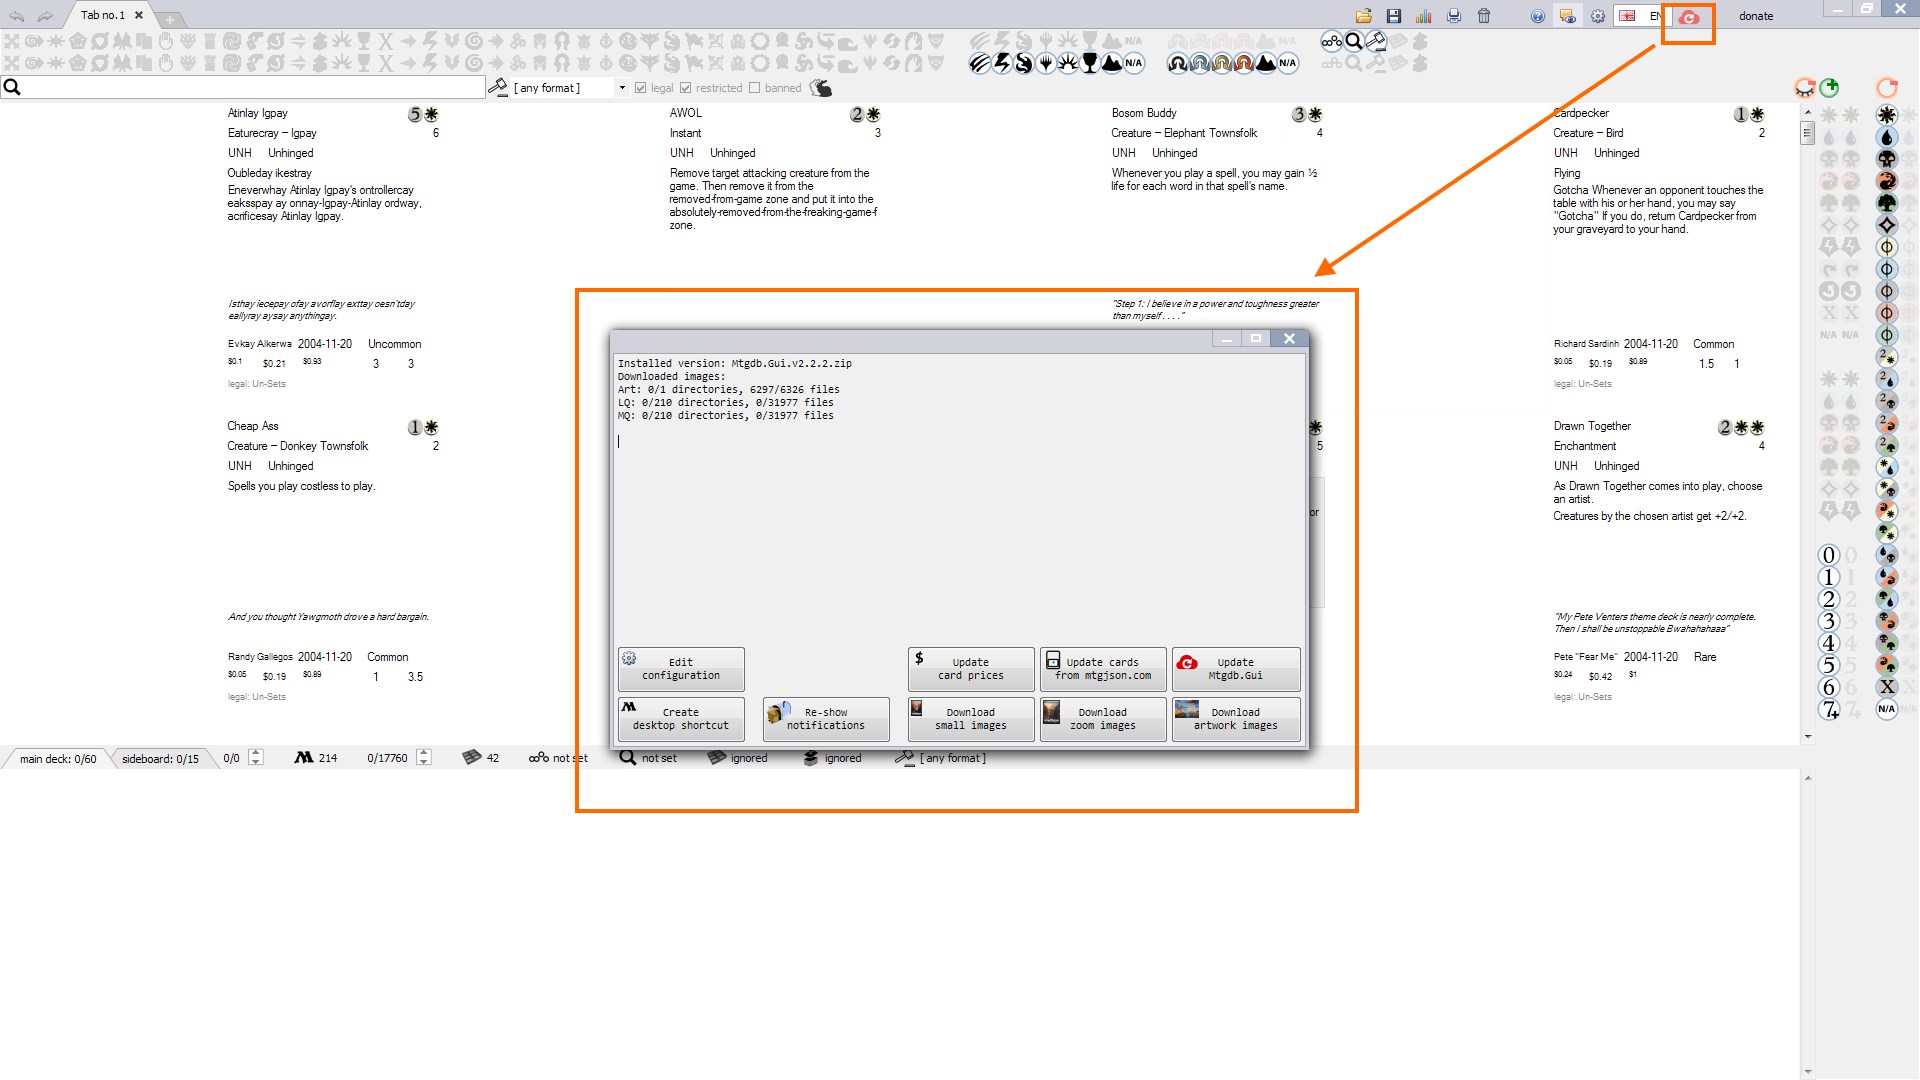 Tab no.1
EN
donate
N/A
N/A
N/A
N/A
[ any format ]
legal
restricted
banned
Atinlay Igpay
5
Eaturecray – Igpay
6
UNH Unhinged
Oubleday ikestray
Eneverwhay Atinlay Igpay's ontrollercay
eaksspay ay onnay-Igpay-Atinlay ordway,
acrificesay Atinlay Igpay.
Isthay iecepay ofay avorflay exttay oesn'tday
eallyray aysay anythingay.
Evkay Alkerwa 2004-11-20 Uncommon
$0.1 $0.21 $0.93 3 3
legal: Un-Sets
AWOL
2
Instant
3
UNH Unhinged
Remove target attacking creature from the
game. Then remove it from the
removed-from-game zone and put it into the
absolutely-removed-from-the-freaking-game-f
zone.
Bosom Buddy
3
Creature – Elephant Townsfolk
4
UNH Unhinged
Whenever you play a spell, you may gain ½
life for each word in that spell's name.
"Step 1: I believe in a power and toughness greater
than myself . . . ."
Cardpecker
1
Creature – Bird
2
UNH Unhinged
Flying
Gotcha Whenever an opponent touches the
table with his or her hand, you may say
"Gotcha" If you do, return Cardpecker from
your graveyard to your hand.
Richard Sardinh 2004-11-20 Common
$0.05 $0.19 $0.89 1.5 1
legal: Un-Sets
Cheap Ass
1
Creature – Donkey Townsfolk
2
UNH Unhinged
Spells you play costless to play.
And you thought Yawgmoth drove a hard bargain.
Randy Gallegos 2004-11-20 Common
$0.05 $0.19 $0.89 1 3.5
legal: Un-Sets
5
or
Drawn Together
2
Enchantment
4
UNH Unhinged
As Drawn Together comes into play, choose
an artist.
Creatures by the chosen artist get +2/+2.
"My Pete Venters theme deck is nearly complete.
Then I shall be unstoppable Bwahahahaaa"
Pete "Fear Me" 2004-11-20 Rare
$0.24 $0.42 $1
legal: Un-Sets
Installed version: Mtgdb.Gui.v2.2.2.zip
Downloaded images:
Art: 0/1 directories, 6297/6326 files
LQ: 0/210 directories, 0/31977 files
MQ: 0/210 directories, 0/31977 files
Edit
configuration
$ Update
card prices
Update cards
from mtgjson.com
Update
Mtgdb.Gui
Create
desktop shortcut
Re-show
notifications
Download
small images
Download
zoom images
Download
artwork images
X X
N/A N/A
2
2
2
2
2
0 0
1 1
2 2
3 3
4 4
5 5
6 6
7+ 7+
X
N/A N/A
main deck: 0/60
sideboard: 0/15
0/0
214
0/17760
42
not set
not set
ignored
ignored
[ any format ]